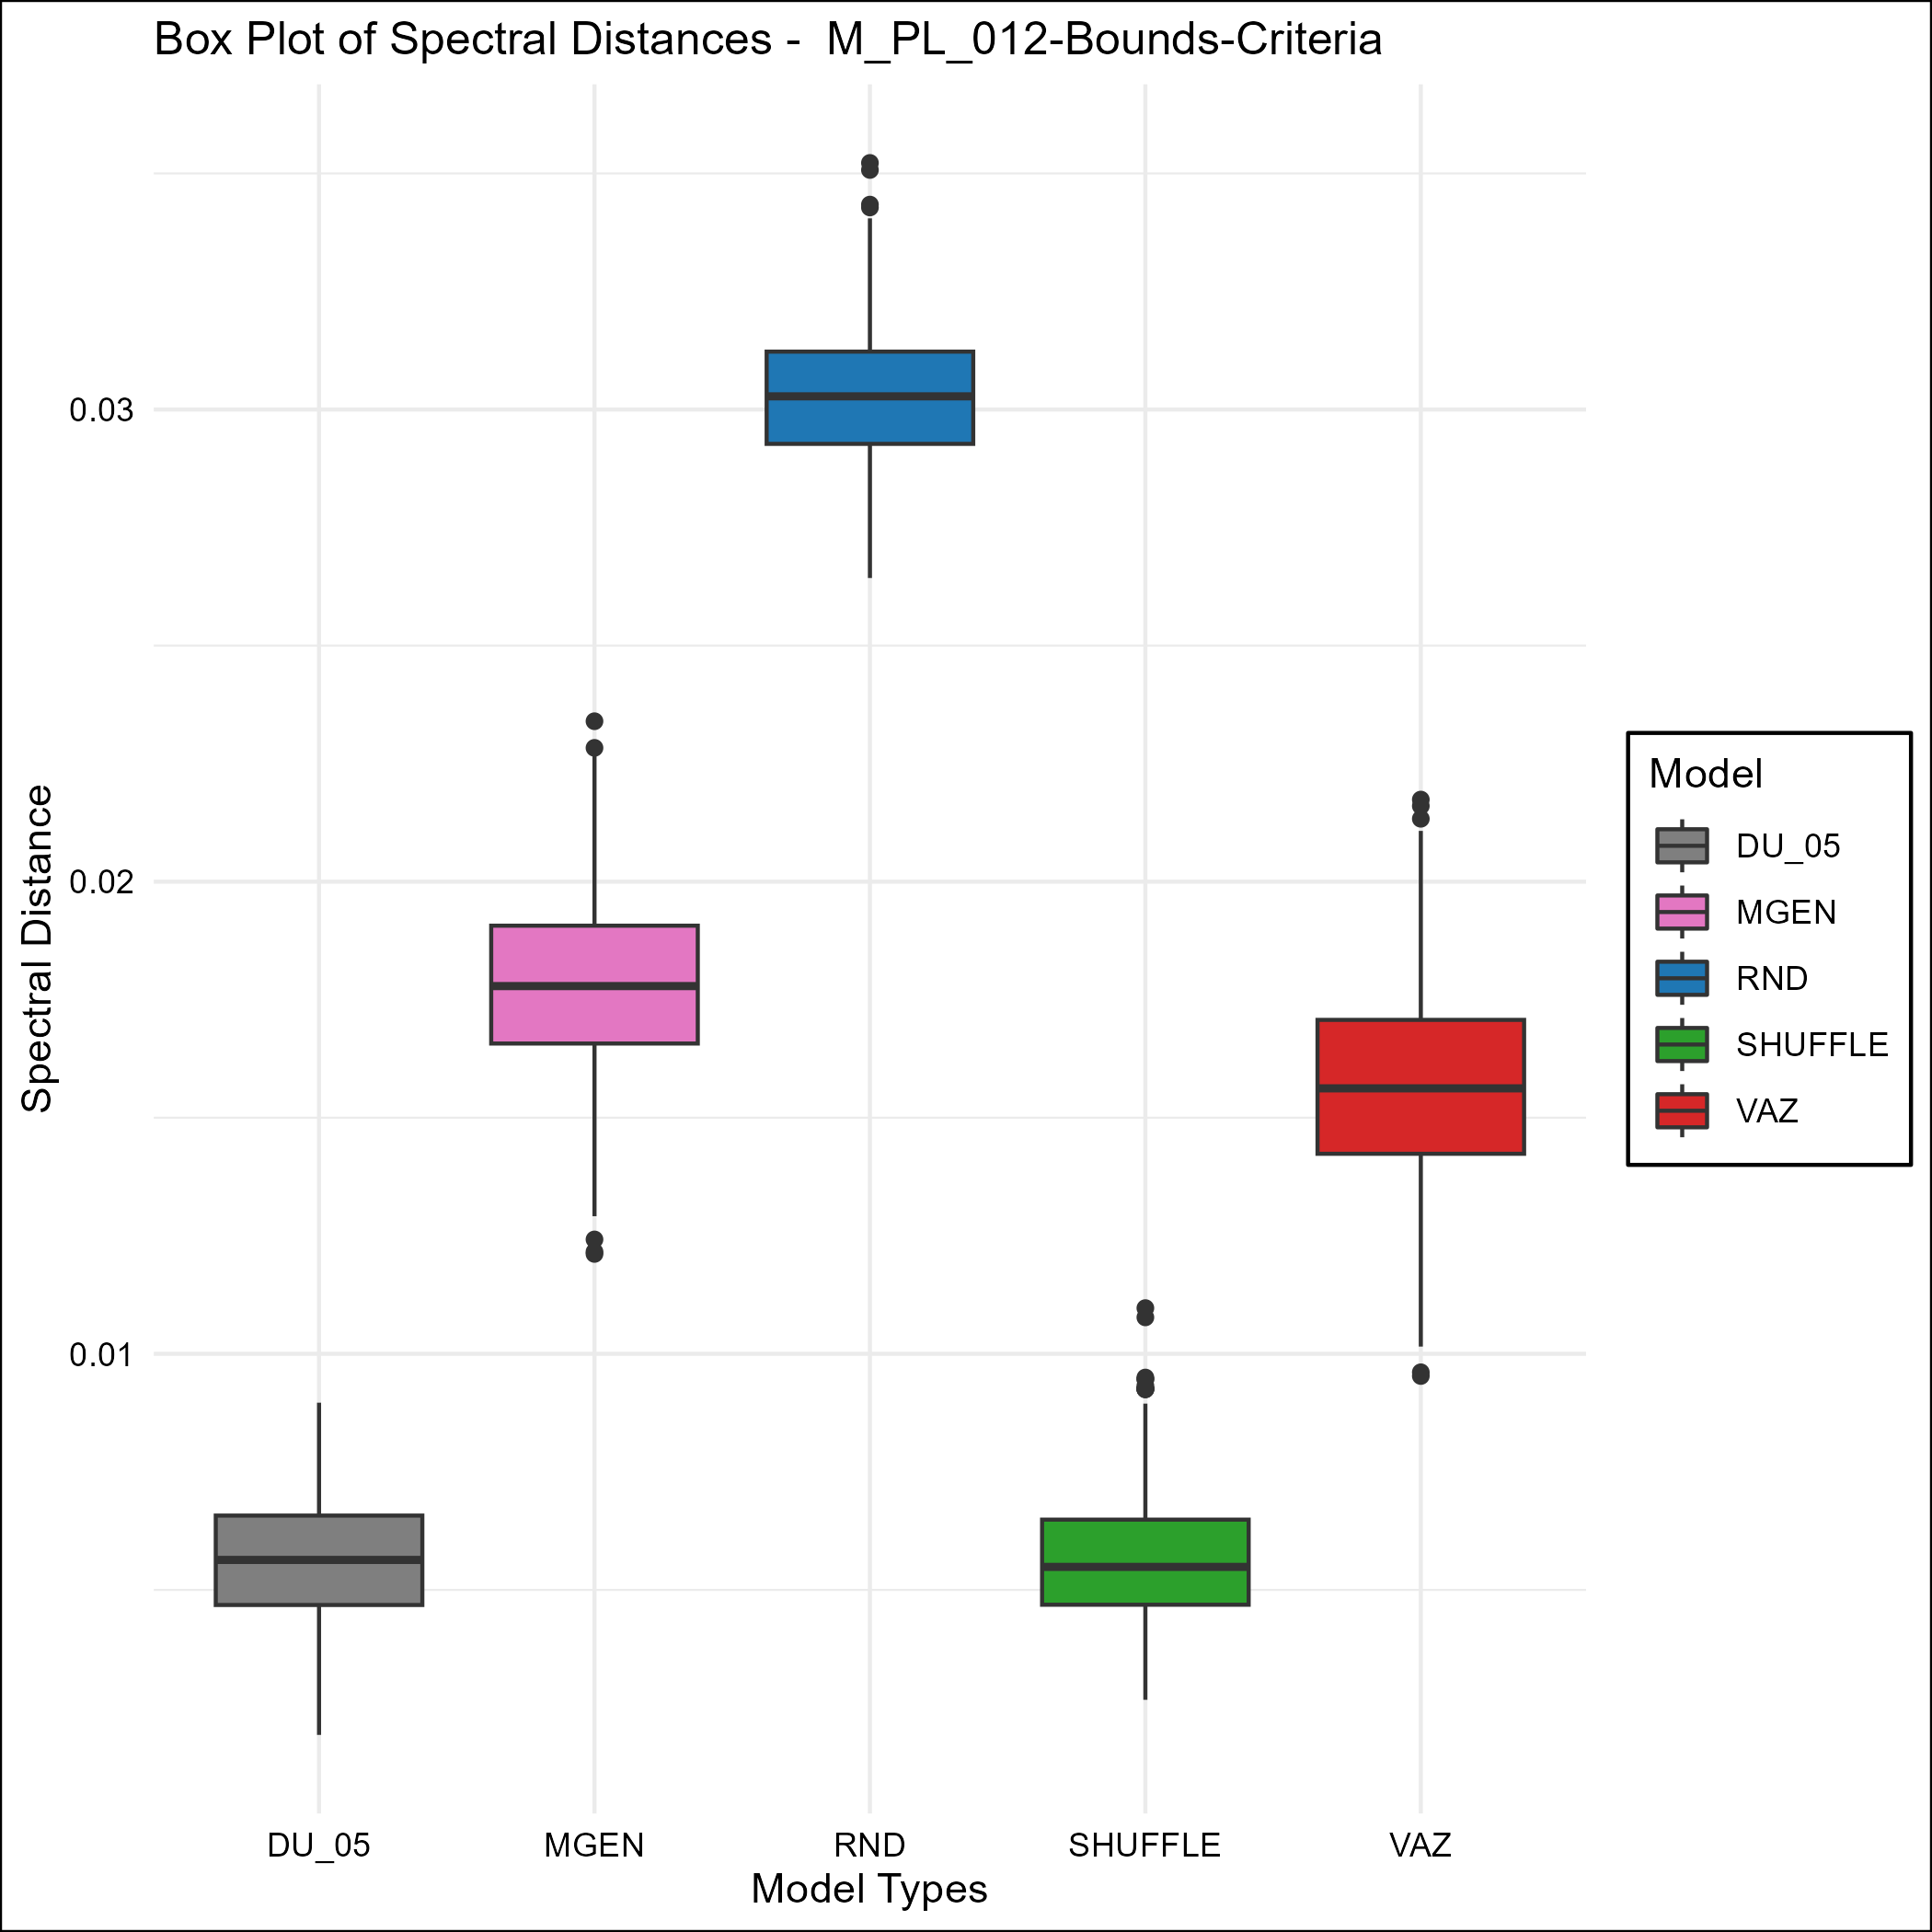 Box Plot of Spectral Distances -  M_PL_012-Bounds-Criteria
Spectral Distance
0.03
0.02
0.01
DU_05
MGEN
RND
SHUFFLE
VAZ
Model Types
Model
DU_05
MGEN
RND
SHUFFLE
VAZ